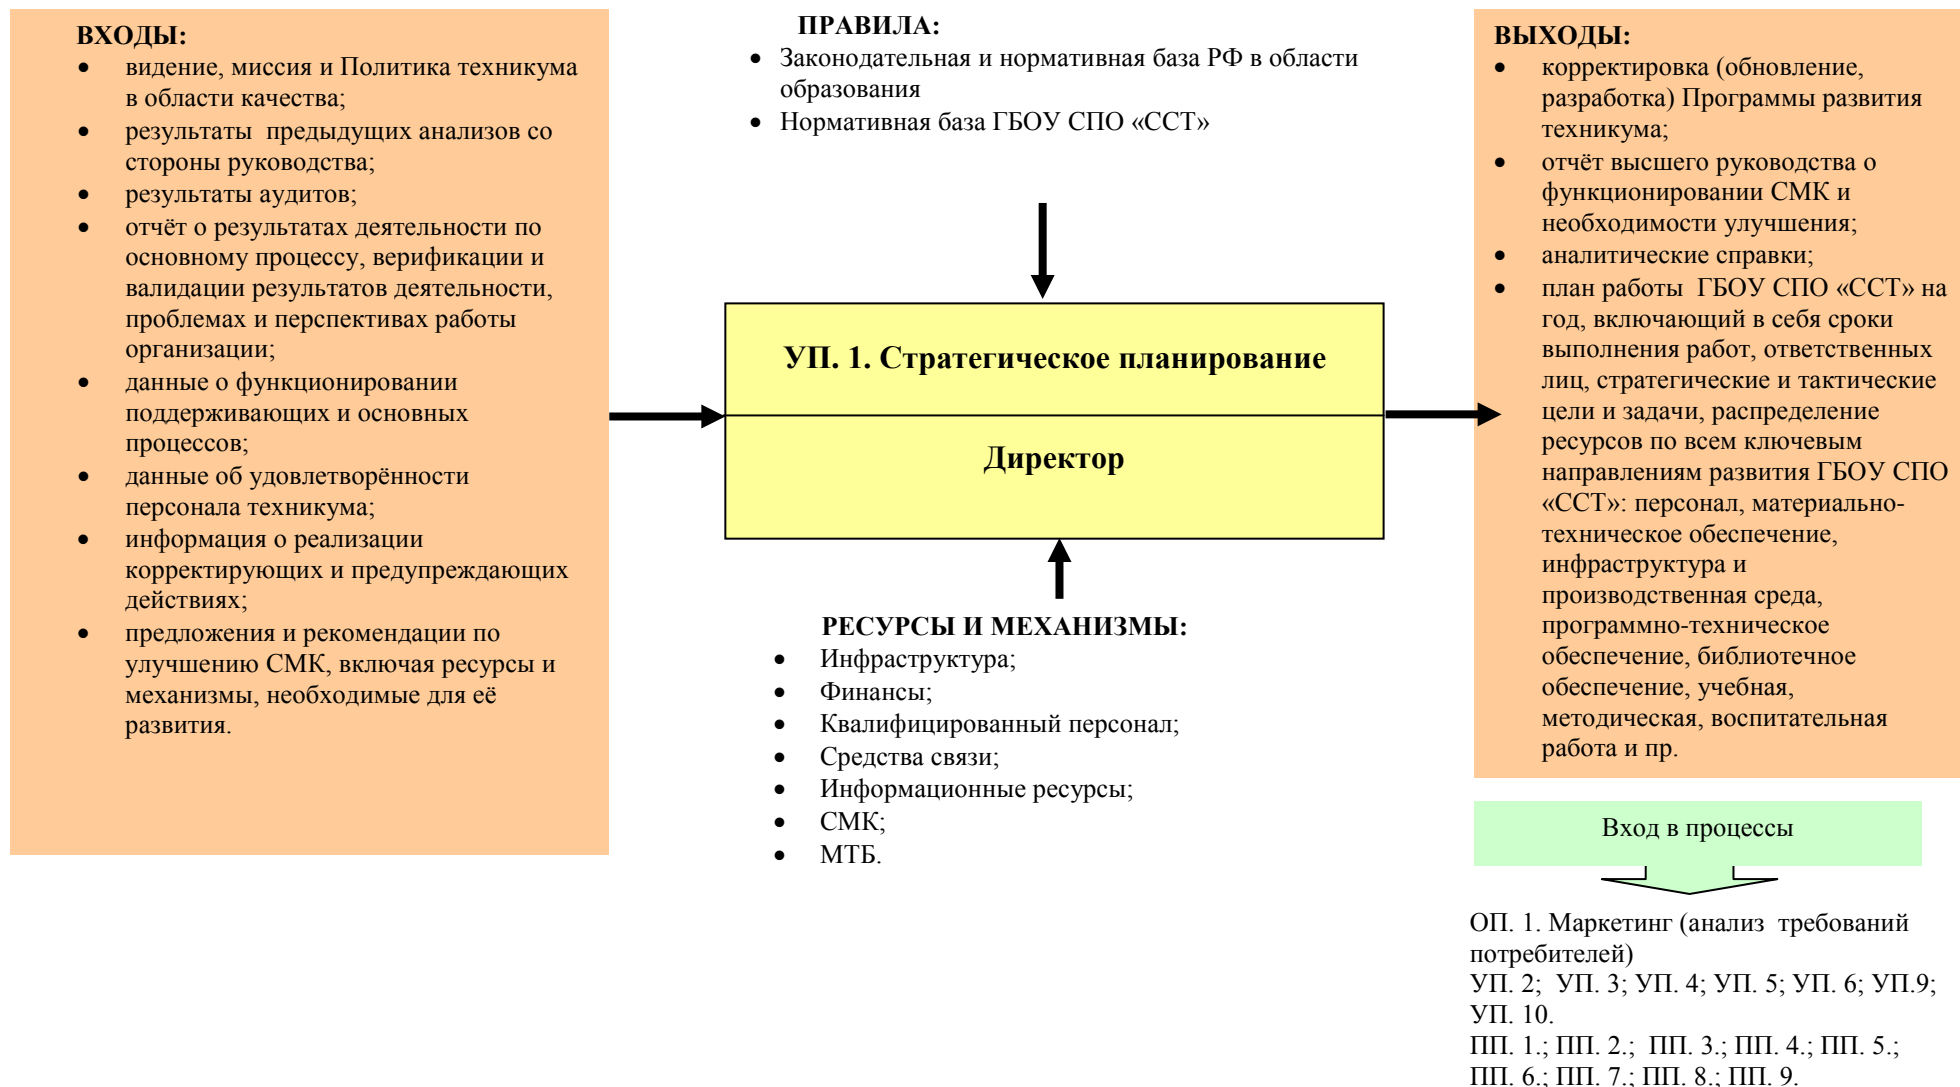 ВХОДЫ:
• видение, миссия и Политика техникума
в области качества;
• результаты предыдущих анализов со
стороны руководства;
• результаты аудитов;
• отчёт о результатах деятельности по
основному процессу, верификации и
валидации результатов деятельности,
проблемах и перспективах работы
организации;
• данные о функционировании
поддерживающих и основных
процессов;
• данные об удовлетворённости
персонала техникума;
• информация о реализации
корректирующих и предупреждающих
действиях;
• предложения и рекомендации по
улучшению СМК, включая ресурсы и
механизмы, необходимые для её
развития.
ПРАВИЛА:
• Законодательная и нормативная база РФ в области
образования
• Нормативная база ГБОУ СПО «ССТ»
УП. 1. Стратегическое планирование
Директор
РЕСУРСЫ И МЕХАНИЗМЫ:
• Инфраструктура;
• Финансы;
• Квалифицированный персонал;
• Средства связи;
• Информационные ресурсы;
• СМК;
• МТБ.
ВЫХОДЫ:
• корректировка (обновление,
разработка) Программы развития
техникума;
• отчёт высшего руководства о
функционировании СМК и
необходимости улучшения;
• аналитические справки;
• план работы ГБОУ СПО «ССТ» на
год, включающий в себя сроки
выполнения работ, ответственных
лиц, стратегические и тактические
цели и задачи, распределение
ресурсов по всем ключевым
направлениям развития ГБОУ СПО
«ССТ»: персонал, материально-
техническое обеспечение,
инфраструктура и
производственная среда,
программно-техническое
обеспечение, библиотечное
обеспечение, учебная,
методическая, воспитательная
работа и пр.
Вход в процессы
ОП. 1. Маркетинг (анализ требований
потребителей)
УП. 2; УП. 3; УП. 4; УП. 5; УП. 6; УП.9;
УП. 10.
ПП. 1.; ПП. 2.; ПП. 3.; ПП. 4.; ПП. 5.;
ПП. 6.; ПП. 7.; ПП. 8.; ПП. 9.